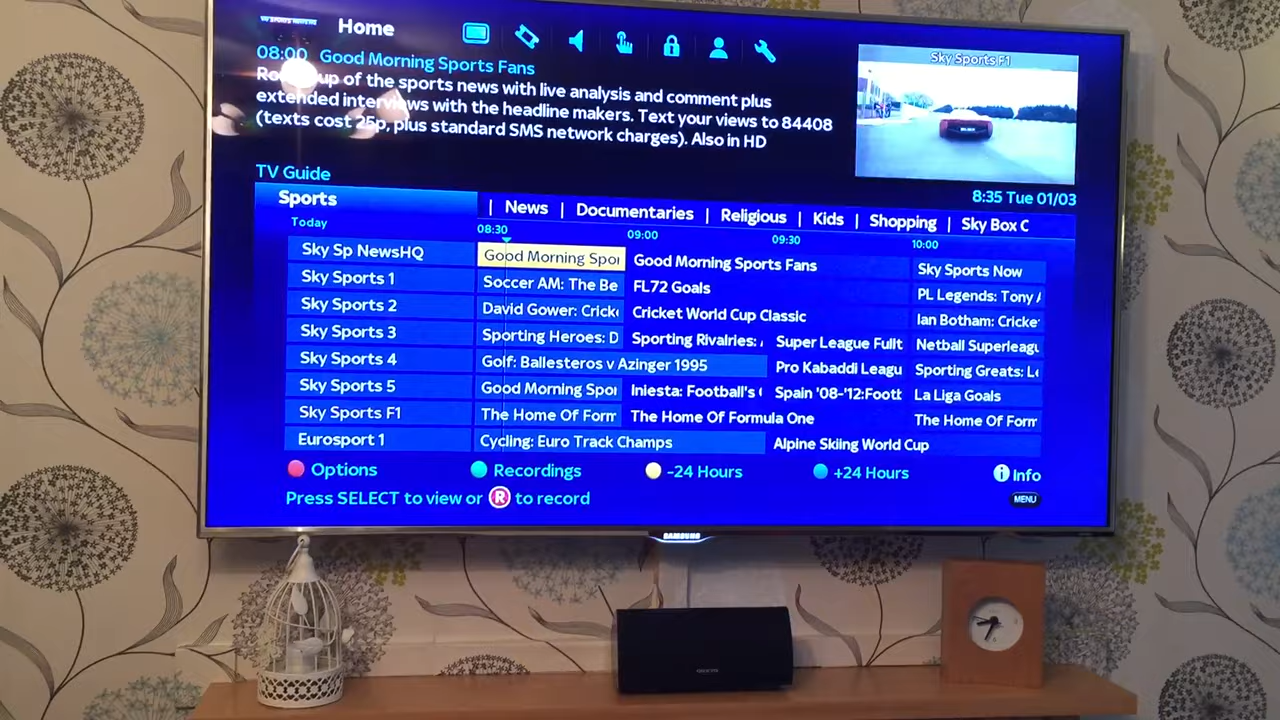 SKY SPORTS NEWS HQ
Home
08:00 Good Morning Sports Fans
of the sports news with live analysis and comment plus
extended interviews with the headline makers. Text your views to 84408
(texts cost 25p, plus standard SMS network charges). Also in HD
Sky Sports F1
TV Guide
8:35 Tue 01/03
Sports | News | Documentaries | Religious | Kids | Shopping | Sky Box C
Today 08:30 09:00 09:30 10:00
Sky Sp NewsHQ Good Morning Spor Good Morning Sports Fans Sky Sports Now
Sky Sports 1 Soccer AM: The Be FL72 Goals PL Legends: Tony A
Sky Sports 2 David Gower: Crick Cricket World Cup Classic Ian Botham: Cricke
Sky Sports 3 Sporting Heroes: D Sporting Rivalries: Super League Fullt Netball Superleagu
Sky Sports 4 Golf: Ballesteros v Azinger 1995 Pro Kabaddi Leagu Sporting Greats: Le
Sky Sports 5 Good Morning Spor Iniesta: Football's Spain '08-'12:Footb La Liga Goals
Sky Sports F1 The Home Of Form The Home Of Formula One The Home Of Form
Eurosport 1 Cycling: Euro Track Champs Alpine Skiing World Cup
Options Recordings -24 Hours +24 Hours i Info
Press SELECT to view or R to record MENU
SAMSUNG
ONKYO